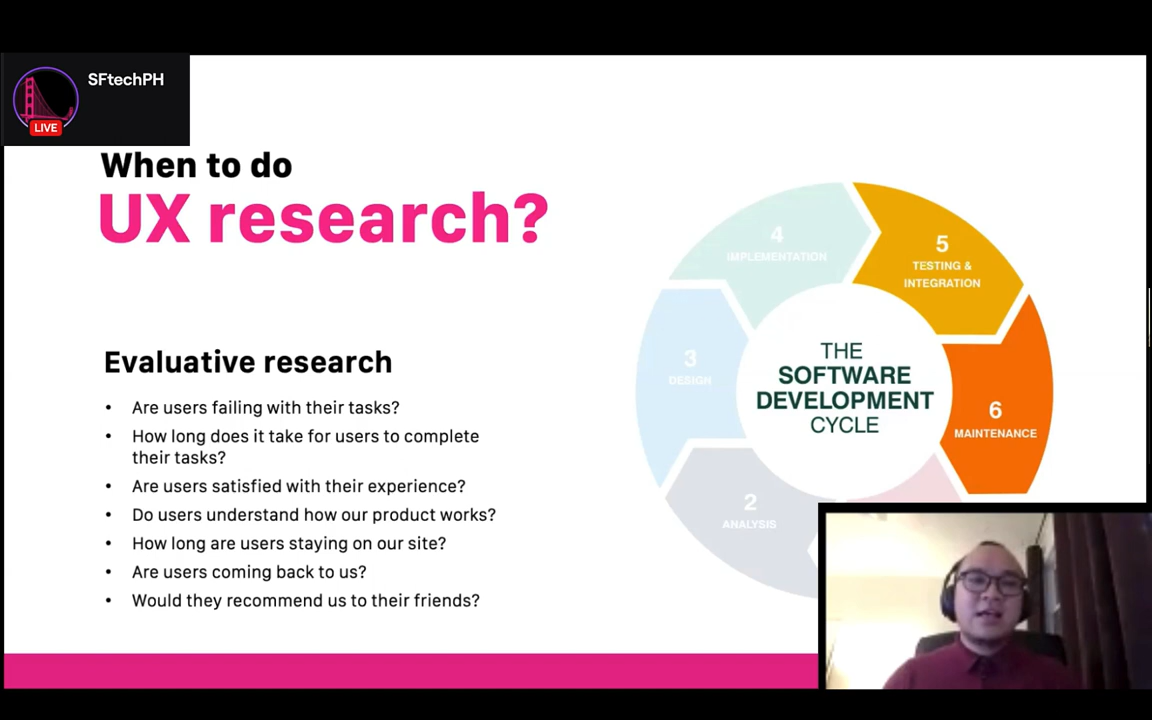 SFtechPH
LIVE
When to do
UX research?
Evaluative research
• Are users failing with their tasks?
• How long does it take for users to complete
their tasks?
• Are users satisfied with their experience?
• Do users understand how our product works?
• How long are users staying on our site?
• Are users coming back to us?
• Would they recommend us to their friends?
4
IMPLEMENTATION
5
TESTING &
INTEGRATION
3
DESIGN
THE
SOFTWARE
DEVELOPMENT
CYCLE
6
MAINTENANCE
2
ANALYSIS